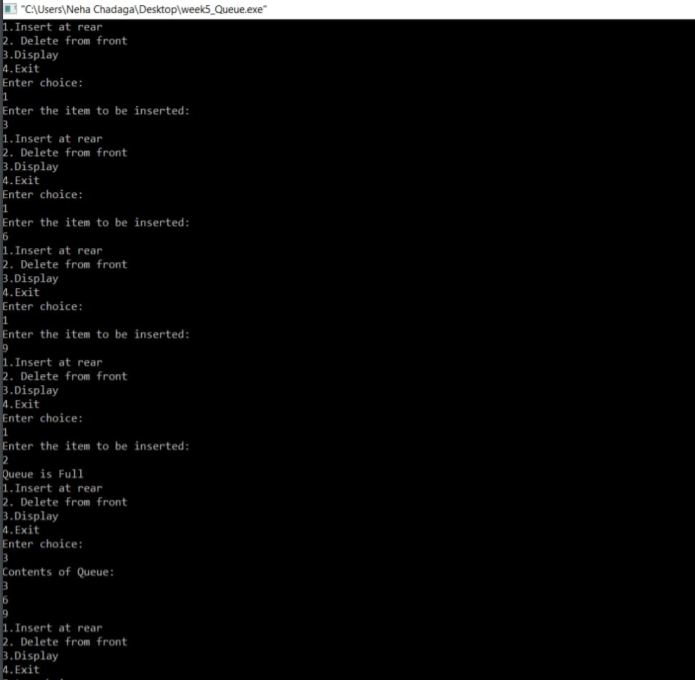 "C:\Users\Neha Chadaga\Desktop\week5_Queue.exe"
1.Insert at rear
2. Delete from front
3.Display
4.Exit
Enter choice:
1
Enter the item to be inserted:
3
1.Insert at rear
2. Delete from front
3.Display
4.Exit
Enter choice:
1
Enter the item to be inserted:
6
1.Insert at rear
2. Delete from front
3.Display
4.Exit
Enter choice:
1
Enter the item to be inserted:
9
1.Insert at rear
2. Delete from front
3.Display
4.Exit
Enter choice:
1
Enter the item to be inserted:
2
Queue is Full
1.Insert at rear
2. Delete from front
3.Display
4.Exit
Enter choice:
3
Contents of Queue:
3
6
9
1.Insert at rear
2. Delete from front
3.Display
4.Exit